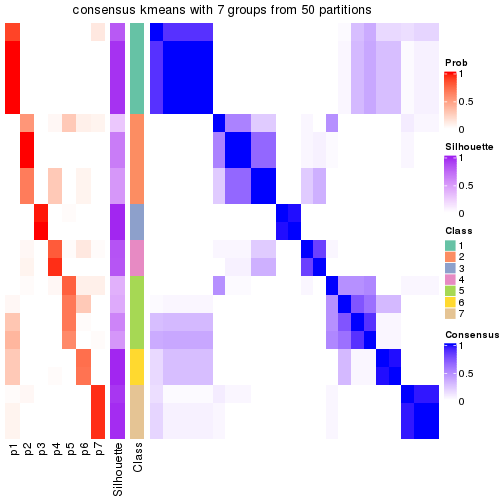 consensus kmeans with 7 groups from 50 partitions
Prob
1
0.5
0
Silhouette
1
0.5
0
Class
1
2
3
4
5
6
7
Consensus
1
0.5
0
p1
p2
p3
p4
p5
p6
p7
Silhouette
Class